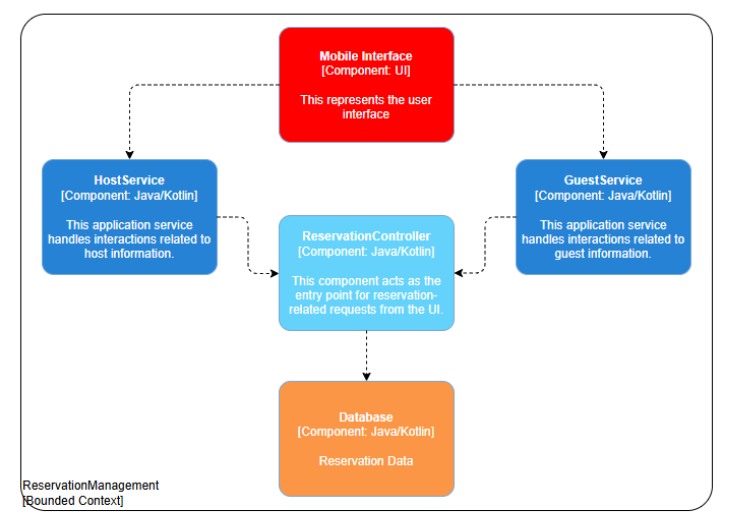 Mobile Interface
[Component: UI]
This represents the user
interface
HostService
[Component: Java/Kotlin]
This application service
handles interactions related to
host information.
GuestService
[Component: Java/Kotlin]
This application service
handles interactions related to
guest information.
ReservationController
[Component: Java/Kotlin]
This component acts as the
entry point for reservation-
related requests from the UI.
Database
[Component: Java/Kotlin]
Reservation Data
ReservationManagement
[Bounded Context]